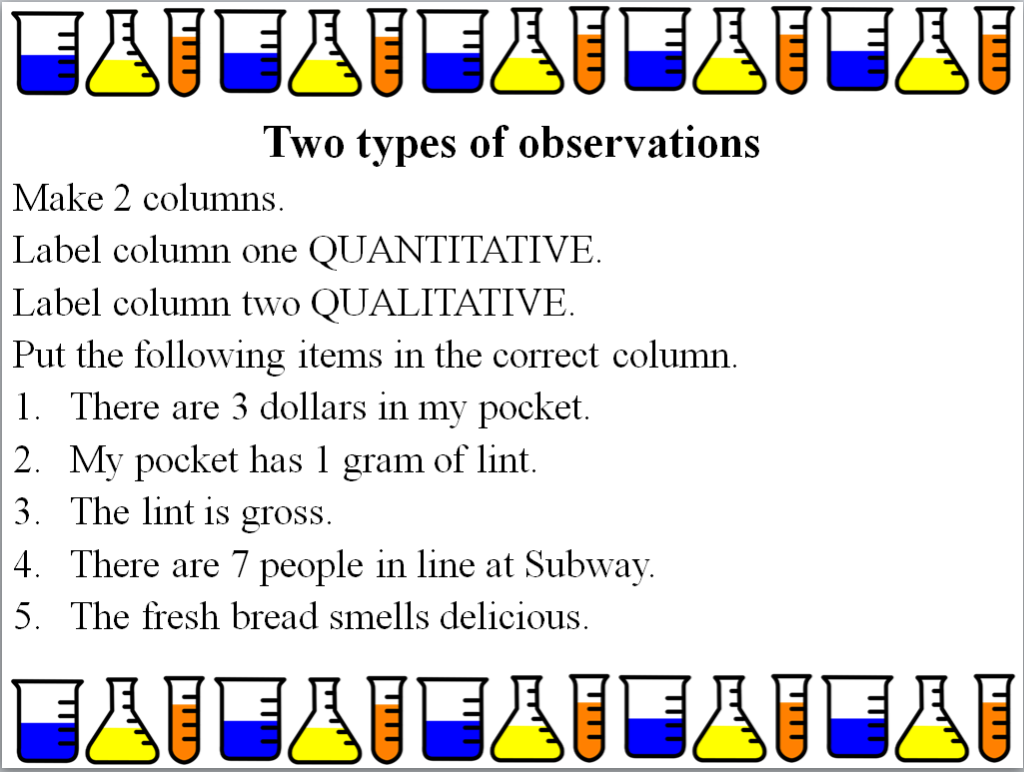 Two types of observations
Make 2 columns.
Label column one QUANTITATIVE.
Label column two QUALITATIVE.
Put the following items in the correct column.
1. There are 3 dollars in my pocket.
2. My pocket has 1 gram of lint.
3. The lint is gross.
4. There are 7 people in line at Subway.
5. The fresh bread smells delicious.